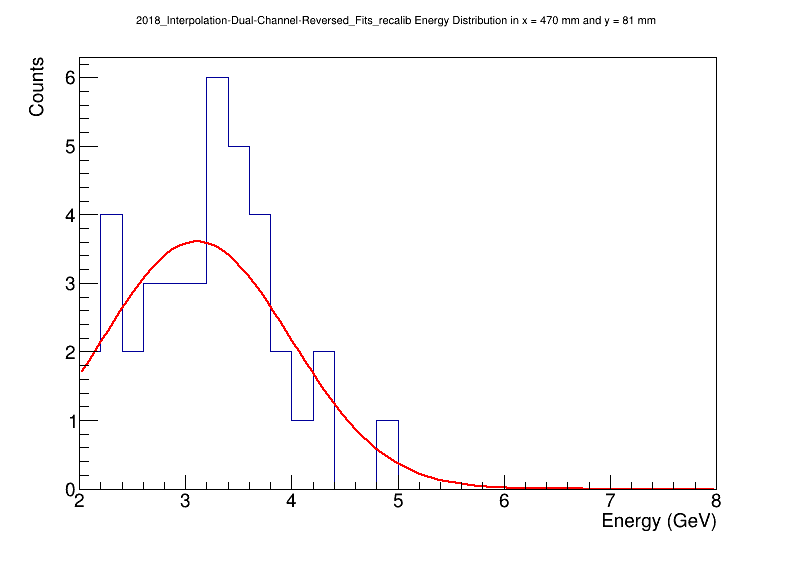 2018_Interpolation-Dual-Channel-Reversed_Fits_recalib Energy Distribution in x = 470 mm and y = 81 mm
Counts
6
5
4
3
2
1
0
2 3 4 5 6 7 8
Energy (GeV)